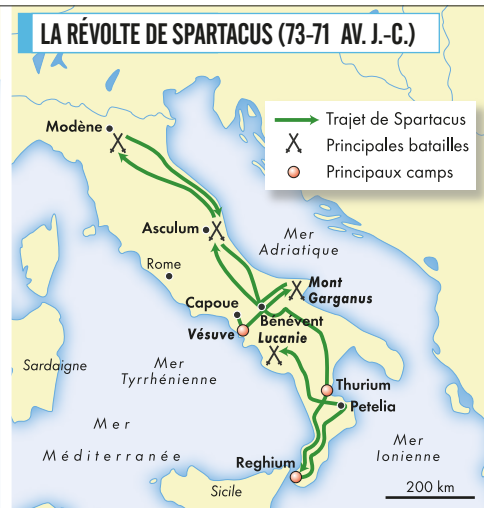 LA RÉVOLTE DE SPARTACUS (73-71 AV. J.-C.)
Trajet de Spartacus
Principales batailles
Principaux camps
Modène
Asculum
Mer
Adriatique
Rome
Mont
Garganus
Capoue
Bénévent
Vésuve
Lucanie
Sardaigne
Mer
Tyrrhénienne
Thurium
Petelia
Mer
Méditerranée
Mer
Ionienne
Reghium
Sicile
200 km